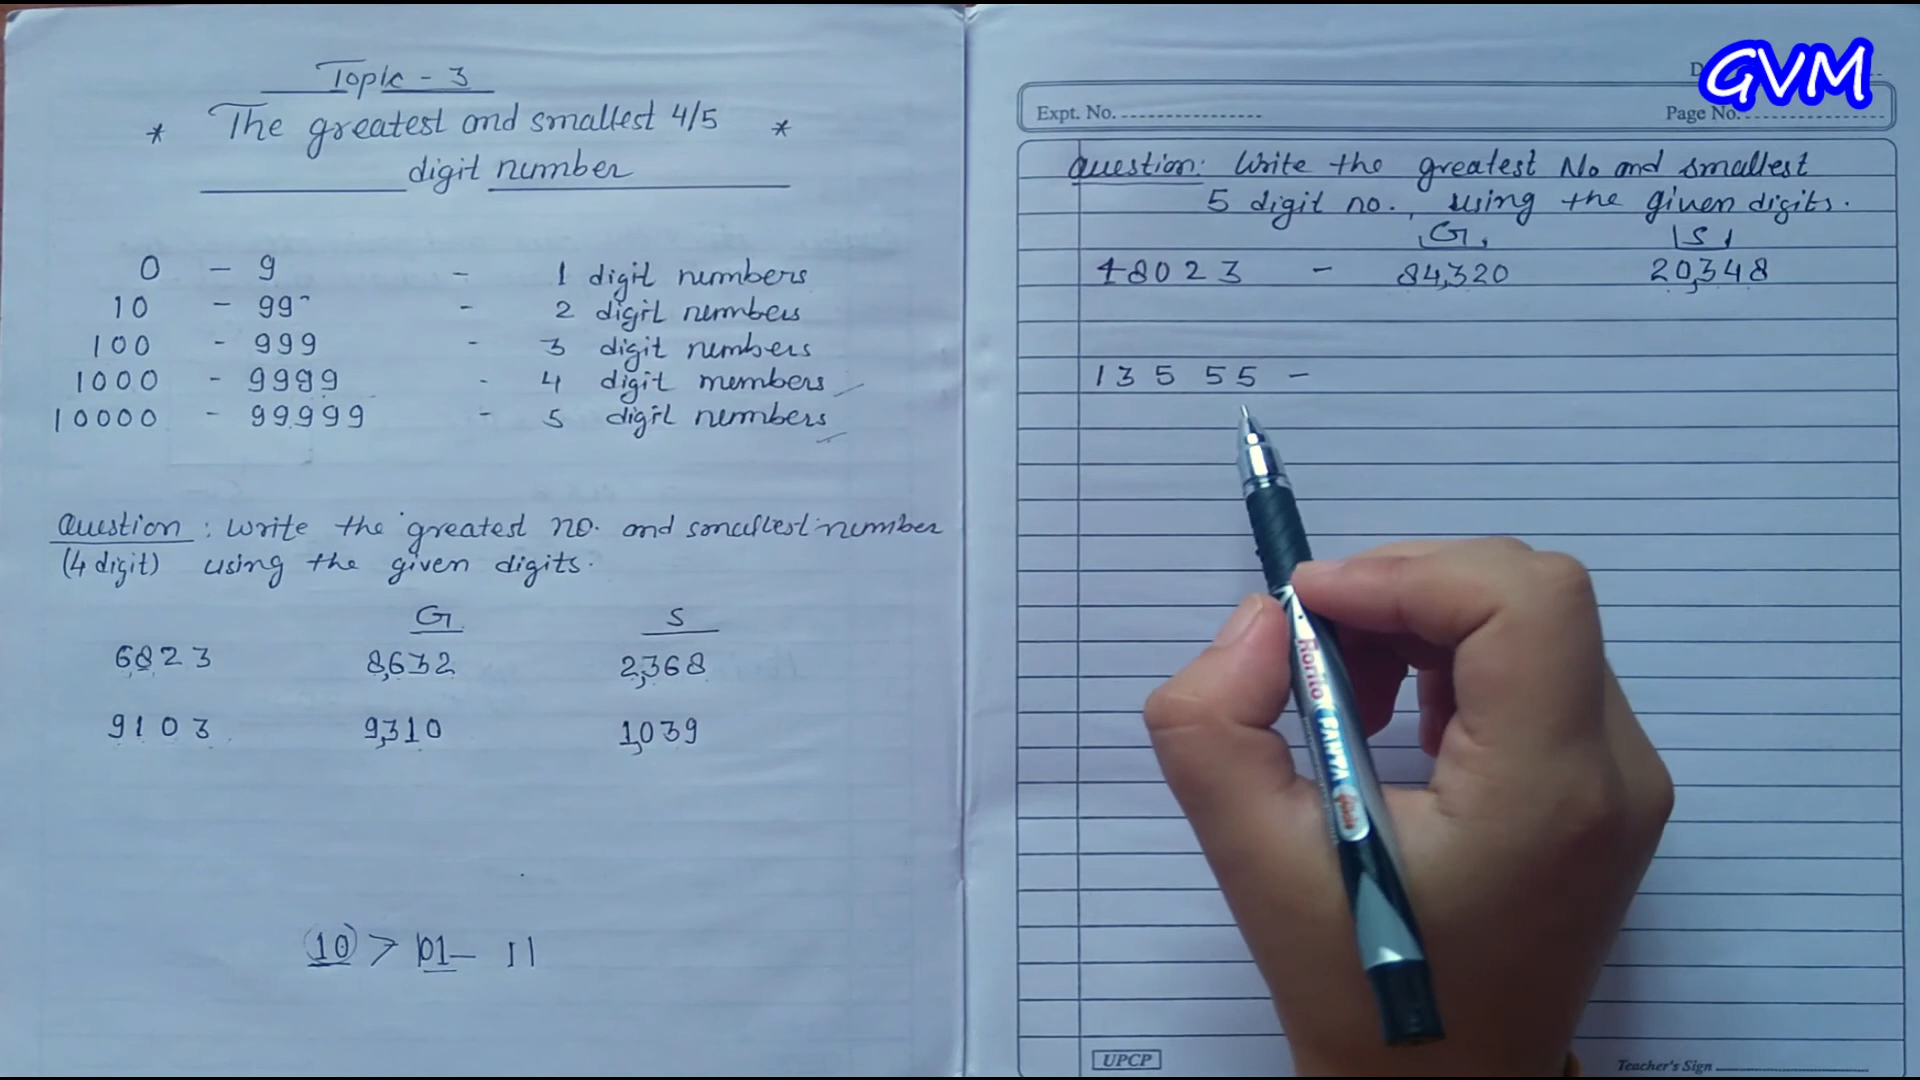 Topic - 3
* The greatest and smallest 4/5 *
digit number
0 - 9 - 1 digit numbers
10 - 99 - 2 digit numbers
100 - 999 - 3 digit numbers
1000 - 9999 - 4 digit numbers
10000 - 99999 - 5 digit numbers
Question : Write the greatest no. and smallest number
(4 digit) using the given digits.
G S
6823 8,632 2,368
9103 9,310 1,039
10 > 01 - 11
GVM
Expt. No.
Page No.
Question: Write the greatest No and smallest
5 digit no., using the given digits.
G S
48023 - 84,320 20,348
135 55 -
Rorito FANTA
UPCP
Teacher's Sign